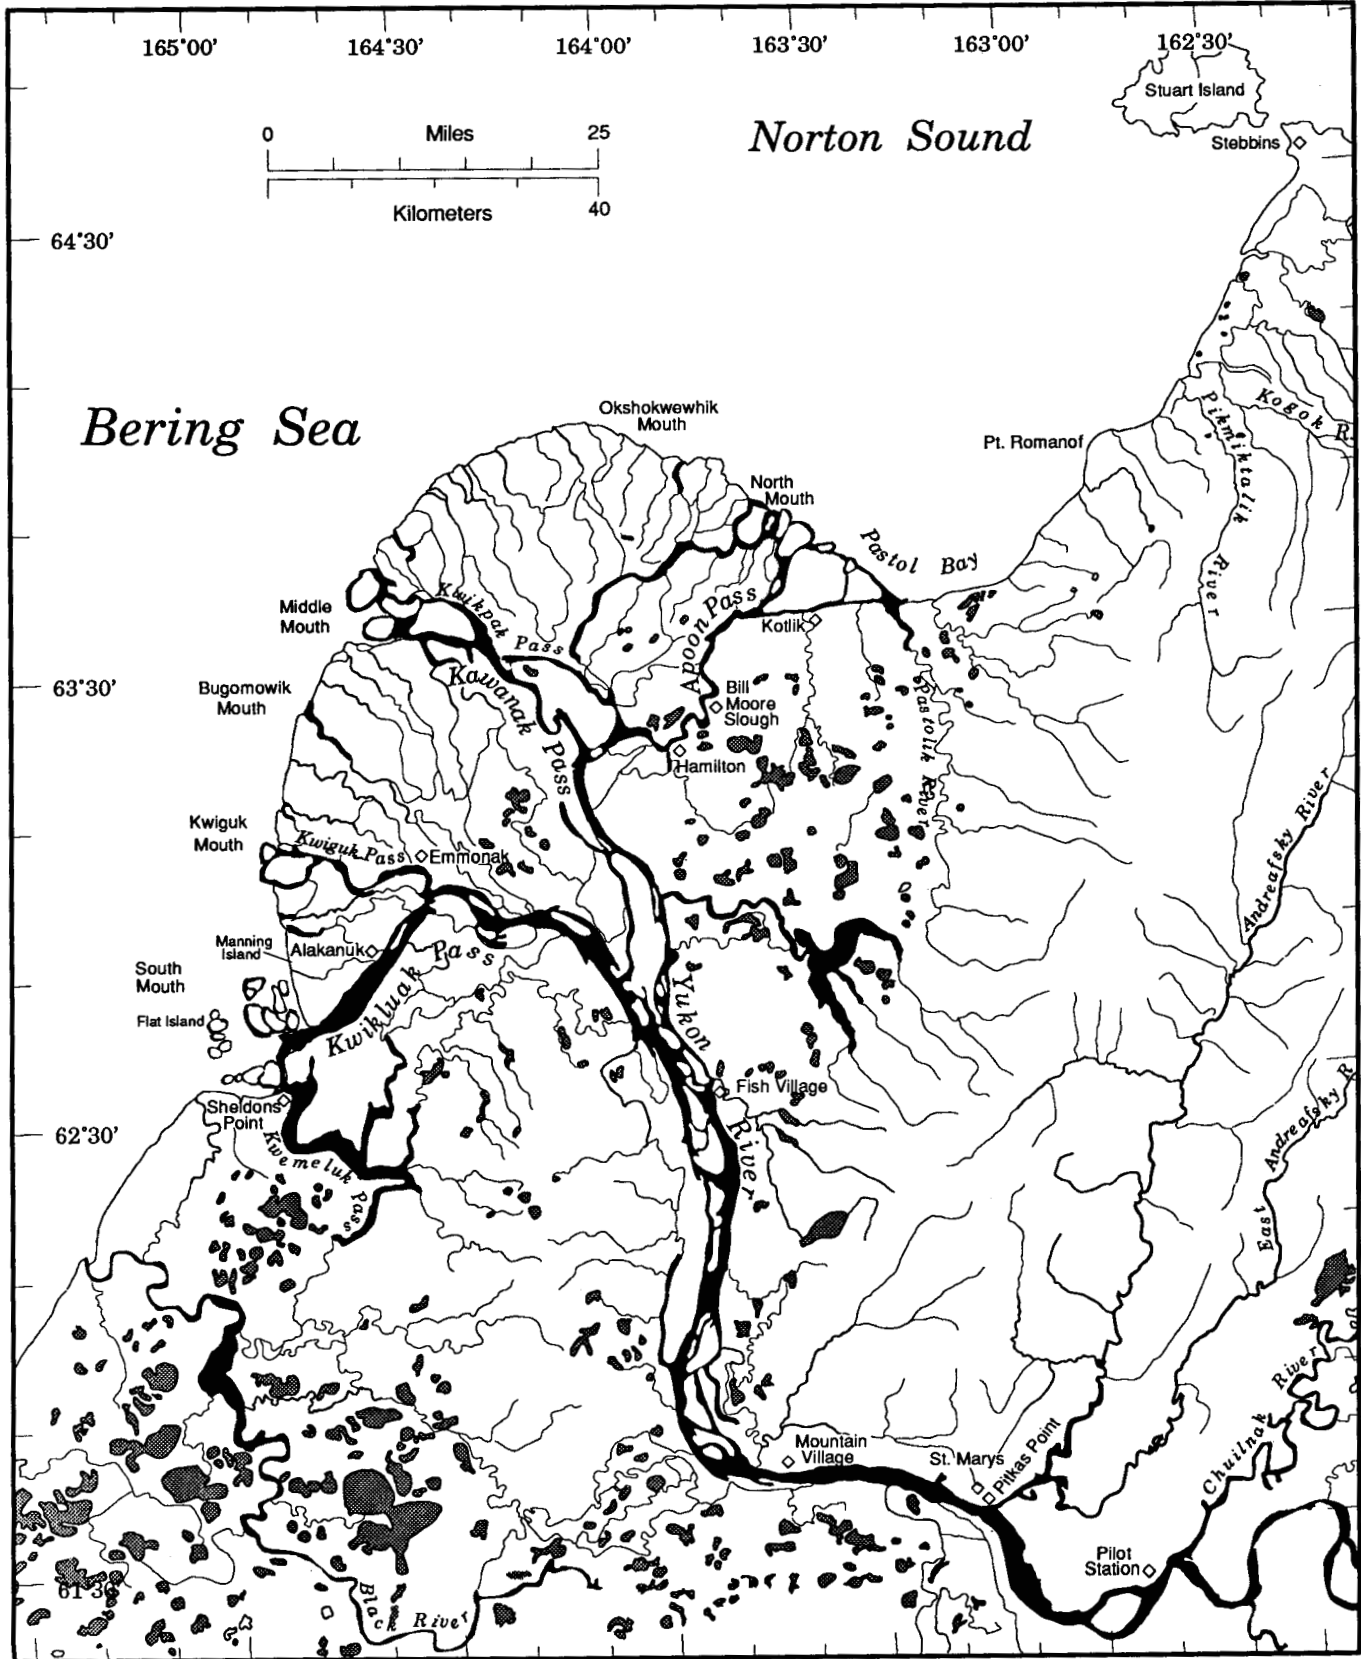 165°00'
164°30'
164°00'
163°30'
163°00'
162°30'
Stuart Island
0 Miles 25
Norton Sound
Stebbins
Kilometers 40
64°30'
Bering Sea
Okshokwewhik
Mouth
Pt. Romanof
Kogok R.
Pikmiktalik
River
North
Mouth
Pastol Bay
Middle
Mouth
Kwikpak Pass
Apoon Pass
Kotlik
63°30'
Kawanak Pass
Bugomowik
Mouth
Bill
Moore
Slough
Pastolik River
Hamilton
Kwiguk
Mouth
Kwiguk Pass
Emmonak
Andreafsky River
Manning
Island
Alakanuk
South
Mouth
Kwikluak Pass
Yukon
River
Flat Island
Fish Village
Sheldons
Point
62°30'
Kwemeluk
Pass
East Andreafsky R
Mountain
Village
St. Marys
Pitkas Point
Chuilnak River
Pilot
Station
61°30'
Black River